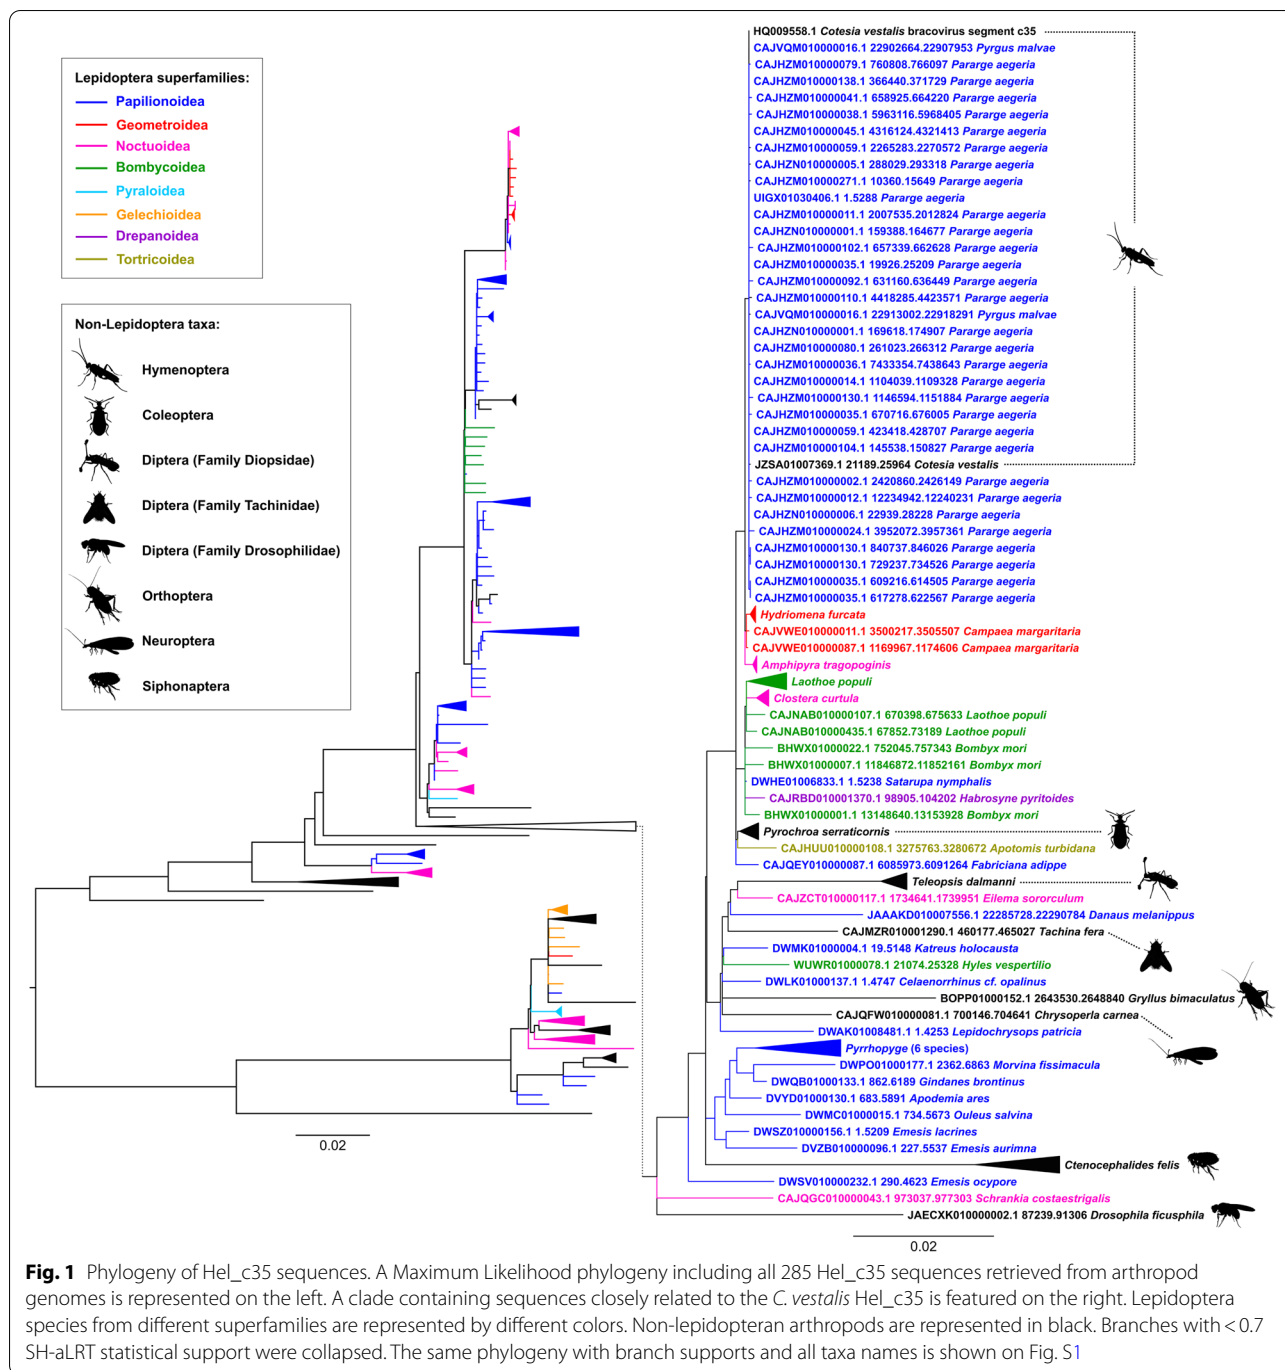 Lepidoptera superfamilies:
Papilionoidea
Geometroidea
Noctuoidea
Bombycoidea
Pyraloidea
Gelechioidea
Drepanoidea
Tortricoidea
Non-Lepidoptera taxa:
Hymenoptera
Coleoptera
Diptera (Family Diopsidae)
Diptera (Family Tachinidae)
Diptera (Family Drosophilidae)
Orthoptera
Neuroptera
Siphonaptera
0.02
HQ009558.1 Cotesia vestalis bracovirus segment c35
CAJVQM010000016.1 22902664.22907953 Pyrgus malvae
CAJHZM010000079.1 760808.766097 Pararge aegeria
CAJHZM010000138.1 366440.371729 Pararge aegeria
CAJHZM010000041.1 658925.664220 Pararge aegeria
CAJHZM010000038.1 5963116.5968405 Pararge aegeria
CAJHZM010000045.1 4316124.4321413 Pararge aegeria
CAJHZM010000059.1 2265283.2270572 Pararge aegeria
CAJHZN010000005.1 288029.293318 Pararge aegeria
CAJHZM010000271.1 10360.15649 Pararge aegeria
UIGX01030406.1 1.5288 Pararge aegeria
CAJHZM010000011.1 2007535.2012824 Pararge aegeria
CAJHZN010000001.1 159388.164677 Pararge aegeria
CAJHZM010000102.1 657339.662628 Pararge aegeria
CAJHZM010000035.1 19926.25209 Pararge aegeria
CAJHZM010000092.1 631160.636449 Pararge aegeria
CAJHZM010000110.1 4418285.4423571 Pararge aegeria
CAJVQM010000016.1 22913002.22918291 Pyrgus malvae
CAJHZN010000001.1 169618.174907 Pararge aegeria
CAJHZM010000080.1 261023.266312 Pararge aegeria
CAJHZM010000036.1 7433354.7438643 Pararge aegeria
CAJHZM010000014.1 1104039.1109328 Pararge aegeria
CAJHZM010000130.1 1146594.1151884 Pararge aegeria
CAJHZM010000035.1 670716.676005 Pararge aegeria
CAJHZM010000059.1 423418.428707 Pararge aegeria
CAJHZM010000104.1 145538.150827 Pararge aegeria
JZSA01007369.1 21189.25964 Cotesia vestalis
CAJHZM010000002.1 2420860.2426149 Pararge aegeria
CAJHZM010000012.1 12234942.12240231 Pararge aegeria
CAJHZN010000006.1 22939.28228 Pararge aegeria
CAJHZM010000024.1 3952072.3957361 Pararge aegeria
CAJHZM010000130.1 840737.846026 Pararge aegeria
CAJHZM010000130.1 729237.734526 Pararge aegeria
CAJHZM010000035.1 609216.614505 Pararge aegeria
CAJHZM010000035.1 617278.622567 Pararge aegeria
Hydriomena furcata
CAJVWE010000011.1 3500217.3505507 Campaea margaritaria
CAJVWE010000087.1 1169967.1174606 Campaea margaritaria
Amphipyra tragopoginis
Laothoe populi
Clostera curtula
CAJNAB010000107.1 670398.675633 Laothoe populi
CAJNAB010000435.1 67852.73189 Laothoe populi
BHWX01000022.1 752045.757343 Bombyx mori
BHWX01000007.1 11846872.11852161 Bombyx mori
DWHE01006833.1 1.5238 Satarupa nymphalis
CAJRBD010001370.1 98905.104202 Habrosyne pyritoides
BHWX01000001.1 13148640.13153928 Bombyx mori
Pyrochroa serraticornis
CAJHUU010000108.1 3275763.3280672 Apotomis turbidana
CAJQEY010000087.1 6085973.6091264 Fabriciana adippe
Teleopsis dalmanni
CAJZCT010000117.1 1734641.1739951 Eilema sororculum
JAAAKD010007556.1 22285728.22290784 Danaus melanippus
CAJMZR010001290.1 460177.465027 Tachina fera
DWMK01000004.1 19.5148 Katreus holocausta
WUWR01000078.1 21074.25328 Hyles vespertilio
DWLK01000137.1 1.4747 Celaenorrhinus cf. opalinus
BOPP01000152.1 2643530.2648840 Gryllus bimaculatus
CAJQFW010000081.1 700146.704641 Chrysoperla carnea
DWAK01008481.1 1.4253 Lepidochrysops patricia
Pyrrhopyge (6 species)
DWPO01000177.1 2362.6863 Morvina fissimacula
DWQB01000133.1 862.6189 Gindanes brontinus
DVYD01000130.1 683.5891 Apodemia ares
DWMC01000015.1 734.5673 Ouleus salvina
DWSZ010000156.1 1.5209 Emesis lacrines
DVZB010000096.1 227.5537 Emesis aurimna
Ctenocephalides felis
DWSV010000232.1 290.4623 Emesis ocypore
CAJQGC010000043.1 973037.977303 Schrankia costaestrigalis
JAECXK010000002.1 87239.91306 Drosophila ficusphila
0.02
Fig. 1 Phylogeny of Hel_c35 sequences. A Maximum Likelihood phylogeny including all 285 Hel_c35 sequences retrieved from arthropod
genomes is represented on the left. A clade containing sequences closely related to the C. vestalis Hel_c35 is featured on the right. Lepidoptera
species from different superfamilies are represented by different colors. Non-lepidopteran arthropods are represented in black. Branches with < 0.7
SH-aLRT statistical support were collapsed. The same phylogeny with branch supports and all taxa names is shown on Fig. S1